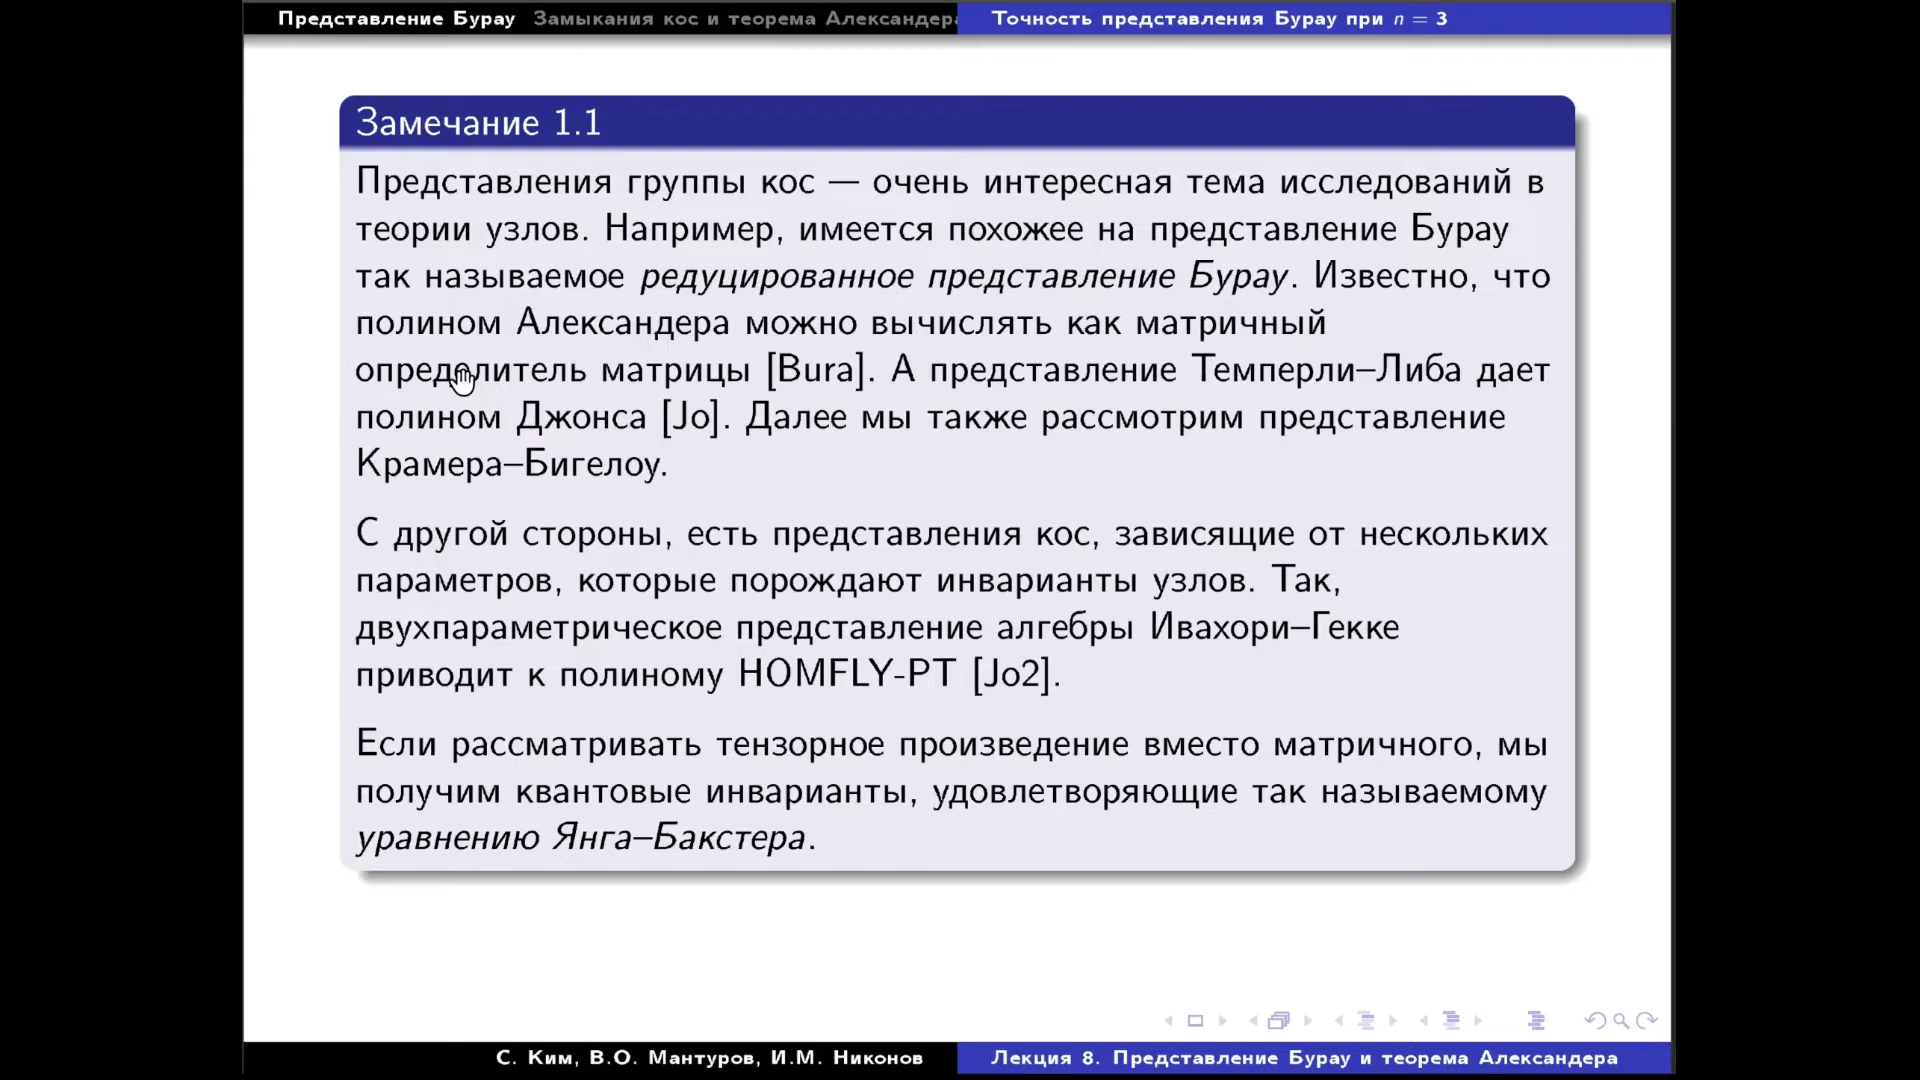 Представление Бурау Замыкания кос и теорема Александера Точность представления Бурау при n = 3
Замечание 1.1
Представления группы кос — очень интересная тема исследований в
теории узлов. Например, имеется похожее на представление Бурау
так называемое редуцированное представление Бурау. Известно, что
полином Александера можно вычислять как матричный
определитель матрицы [Bura]. А представление Темперли–Либа дает
полином Джонса [Jo]. Далее мы также рассмотрим представление
Крамера–Бигелоу.
С другой стороны, есть представления кос, зависящие от нескольких
параметров, которые порождают инварианты узлов. Так,
двухпараметрическое представление алгебры Ивахори–Гекке
приводит к полиному HOMFLY-PT [Jo2].
Если рассматривать тензорное произведение вместо матричного, мы
получим квантовые инварианты, удовлетворяющие так называемому
уравнению Янга–Бакстера.
С. Ким, В.О. Мантуров, И.М. Никонов Лекция 8. Представление Бурау и теорема Александера